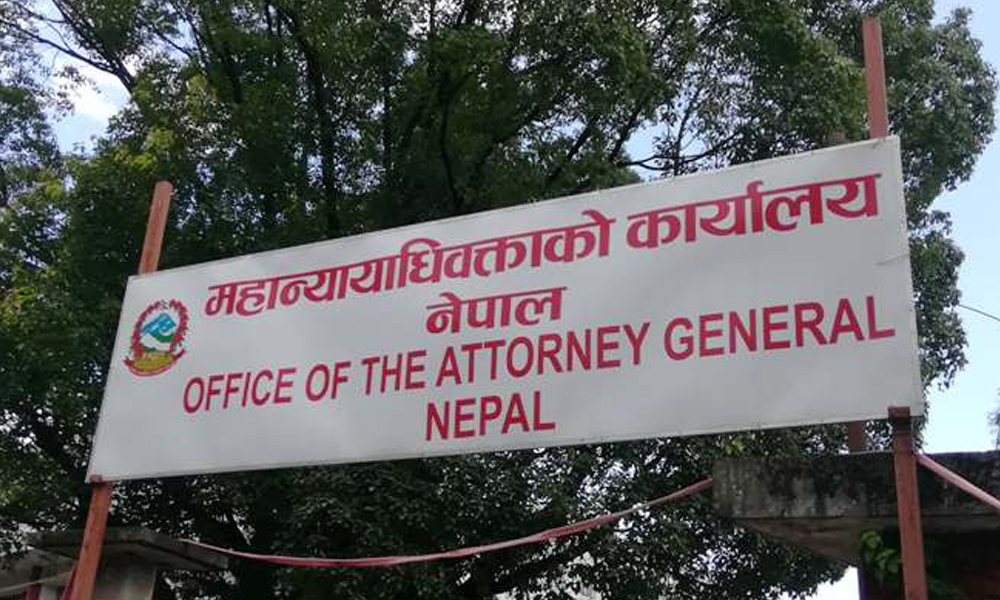 महान्यायाधिवक्ताको कार्यालय
नेपाल
OFFICE OF THE ATTORNEY GENERAL
NEPAL